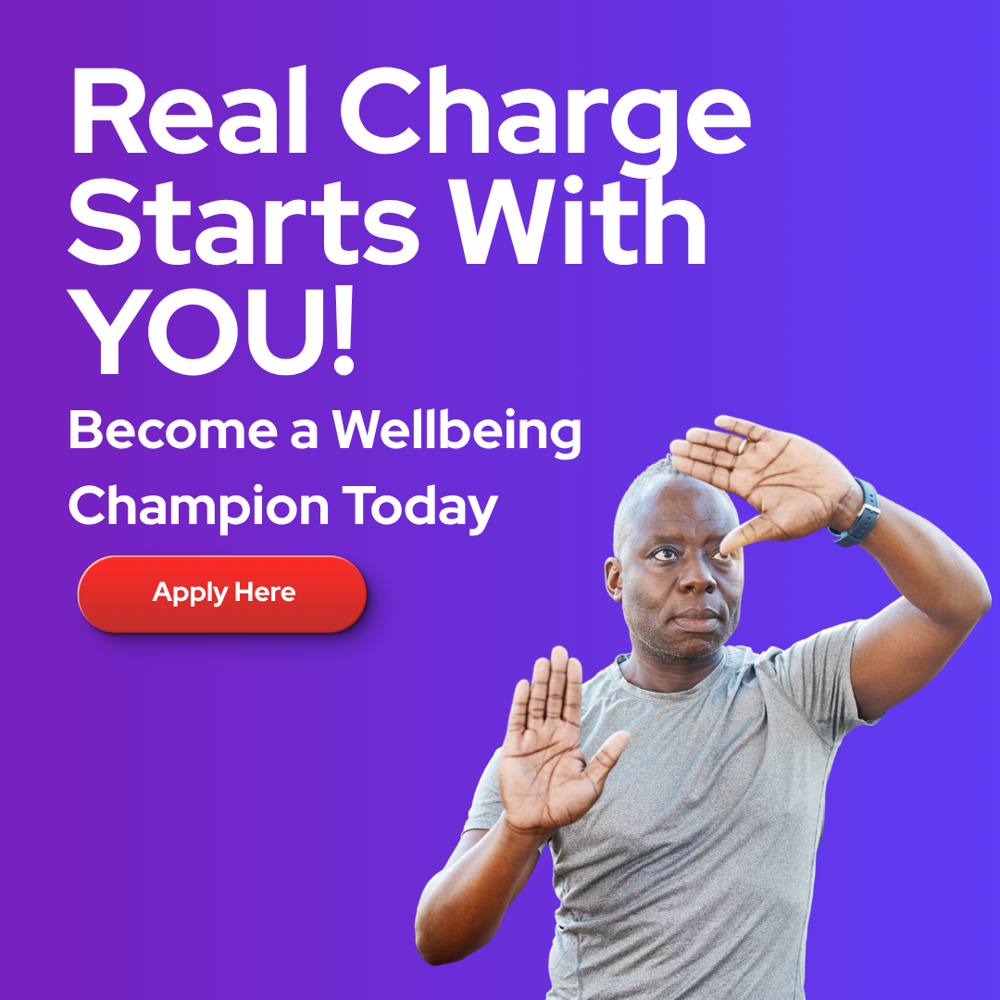 Real Charge
Starts With
YOU!
Become a Wellbeing
Champion Today
Apply Here